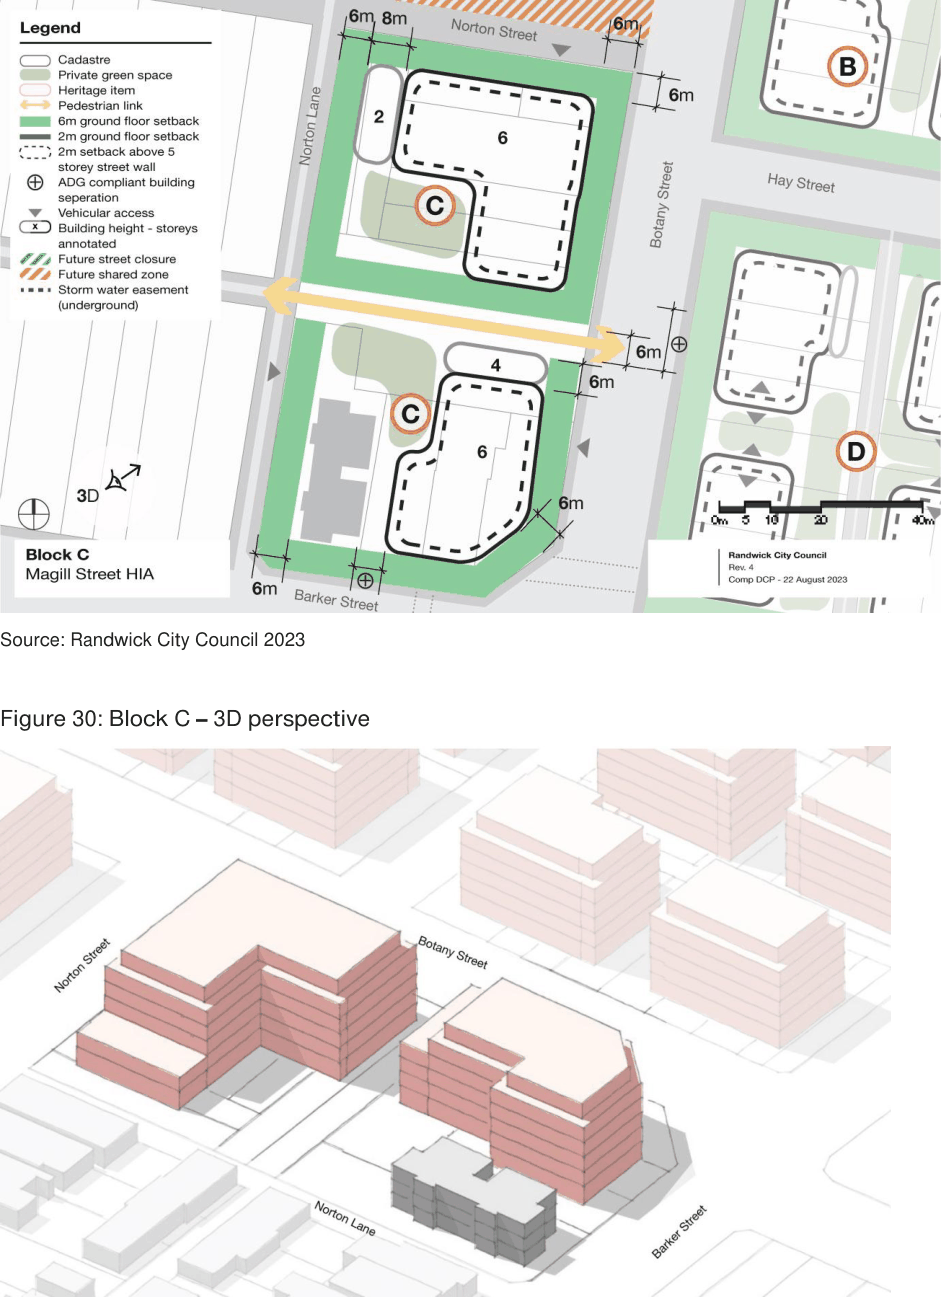 Legend
Cadastre
Private green space
Heritage item
Pedestrian link
6m ground floor setback
2m ground floor setback
2m setback above 5
storey street wall
ADG compliant building
seperation
Vehicular access
x
Building height - storeys
annotated
Future street closure
Future shared zone
Storm water easement
(underground)
6m 8m
Norton Street
6m
6m
Norton Lane
2
6
C
Botany Street
B
Hay Street
6m
6m
4
C
6
D
6m
3D
0m 5 10 20 40m
Block C
Magill Street HIA
6m
Barker Street
Randwick City Council
Rev. 4
Comp DCP - 22 August 2023
Source: Randwick City Council 2023
Figure 30: Block C – 3D perspective
Norton Street
Botany Street
Norton Lane
Barker Street